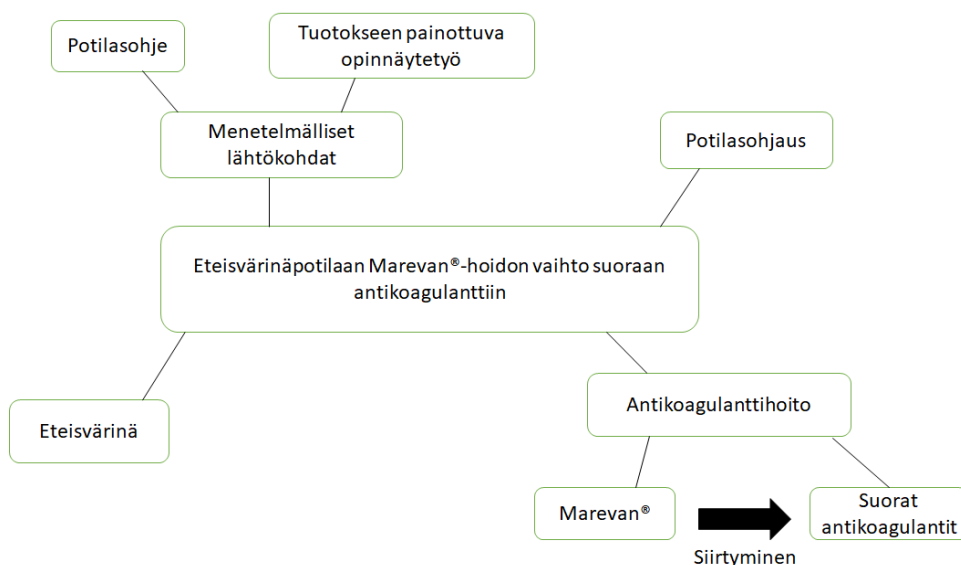 Potilasohje
Tuotokseen painottuva
opinnäytetyö
Menetelmälliset
lähtökohdat
Potilasohjaus
Eteisvärinäpotilaan Marevan®-hoidon vaihto suoraan
antikoagulanttiin
Eteisvärinä
Antikoagulanttihoito
Marevan®
Suorat
antikoagulantit
Siirtyminen